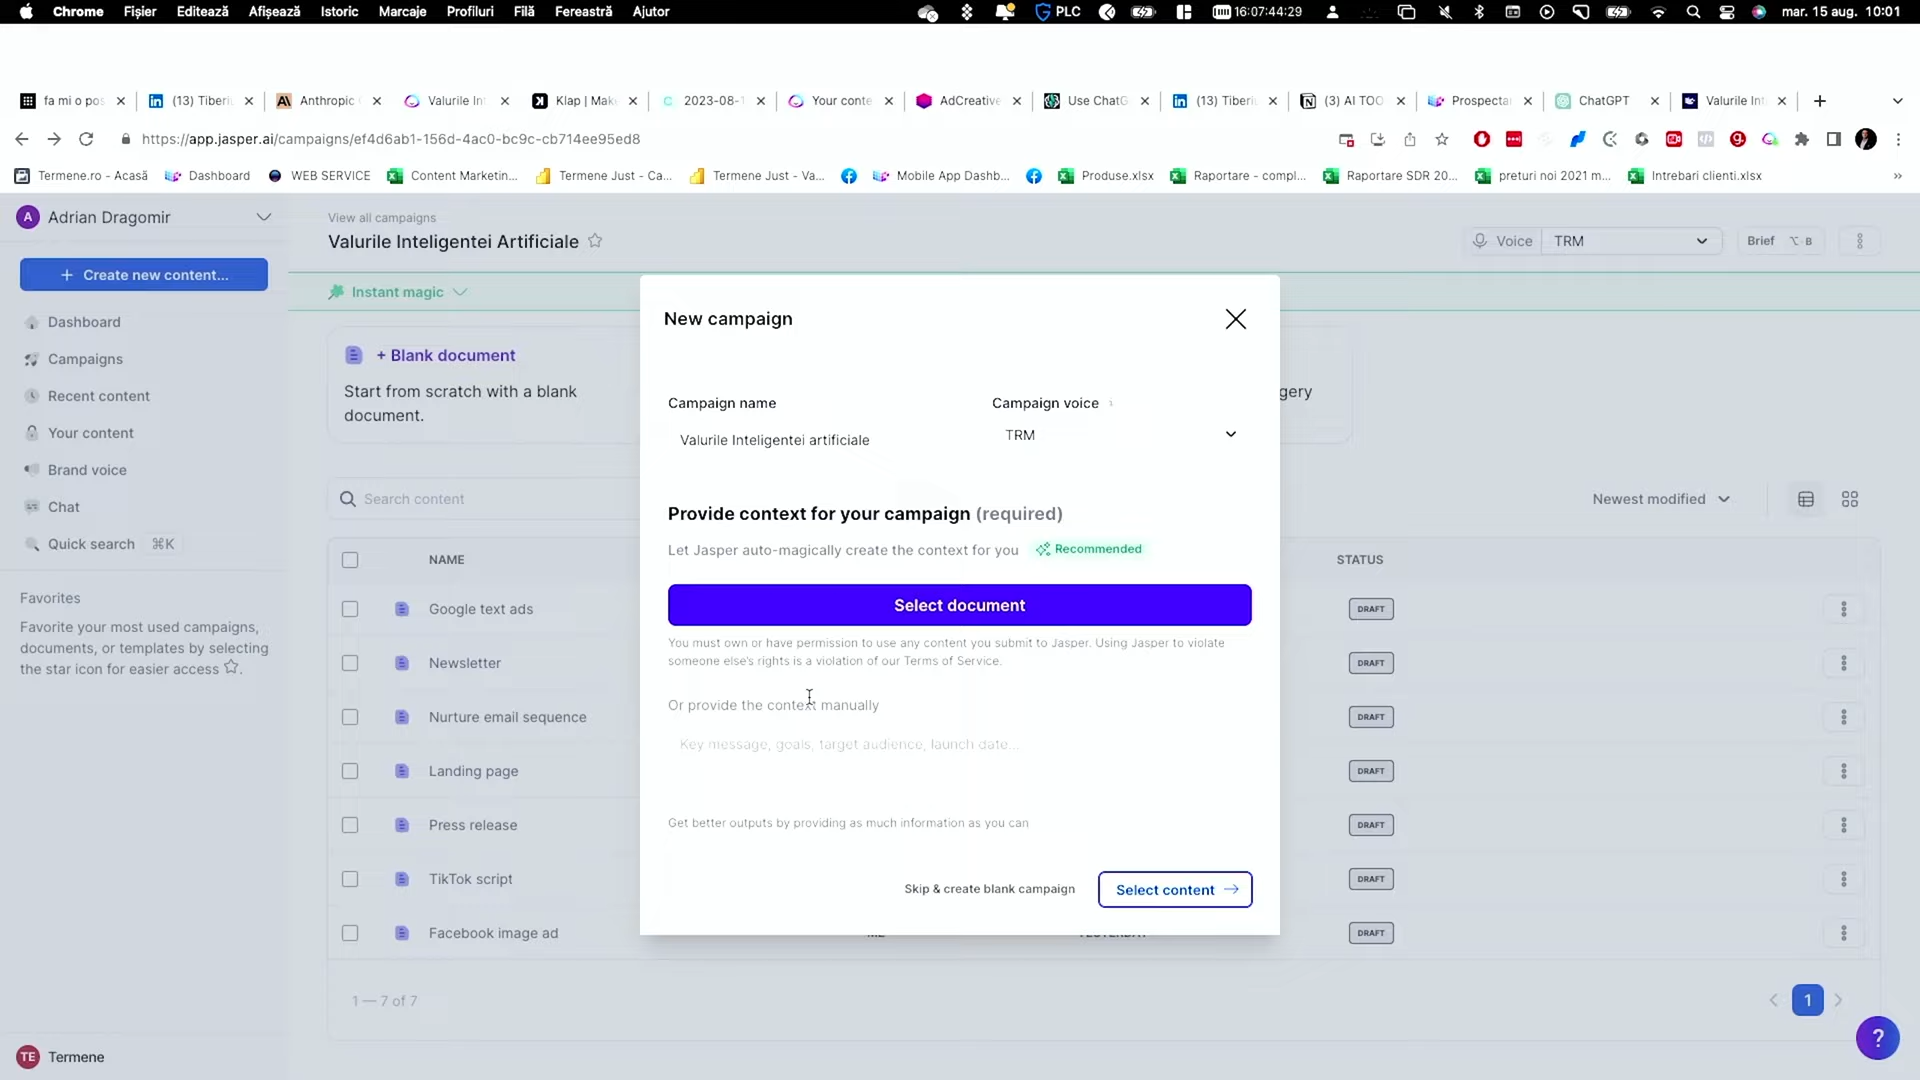 Chrome Fișier Editează Afișează Istoric Marcaje Profiluri Filă Fereastră Ajutor PLC 16:07:44:29 mar. 15 aug. 10:01
fa mi o pos (13) Tiberi Anthropic Valurile In Klap | Mak 2023-08-1 Your conte AdCreative Use ChatG (13) Tiberi (3) AI TOO Prospecta ChatGPT Valurile Int
https://app.jasper.ai/campaigns/ef4d6ab1-156d-4ac0-bc9c-cb714ee95ed8
Termene.ro - Acasă Dashboard WEB SERVICE Content Marketin... Termene Just - Ca... Termene Just - Va... Mobile App Dashb... Produse.xlsx Raportare - compl... Raportare SDR 20... preturi noi 2021 m... Intrebari clienti.xlsx »
A Adrian Dragomir
View all campaigns
Valurile Inteligentei Artificiale
Voice TRM Brief ⌥ B
+ Create new content...
Instant magic
Dashboard
Campaigns
Recent content
Your content
Brand voice
Chat
Quick search ⌘K
Favorites
Favorite your most used campaigns,
documents, or templates by selecting
the star icon for easier access
TE Termene
+ Blank document
Start from scratch with a blank
document.
gery
Search content
Newest modified
NAME STATUS
Google text ads DRAFT
Newsletter DRAFT
Nurture email sequence DRAFT
Landing page DRAFT
Press release DRAFT
TikTok script DRAFT
Facebook image ad ME YESTERDAY DRAFT
1 — 7 of 7
1
?
New campaign
Campaign name Campaign voice
Valurile Inteligentei artificiale TRM
Provide context for your campaign (required)
Let Jasper auto-magically create the context for you Recommended
Select document
You must own or have permission to use any content you submit to Jasper. Using Jasper to violate
someone else's rights is a violation of our Terms of Service.
Or provide the context manually
Key message, goals, target audience, launch date...
Get better outputs by providing as much information as you can
Skip & create blank campaign Select content →